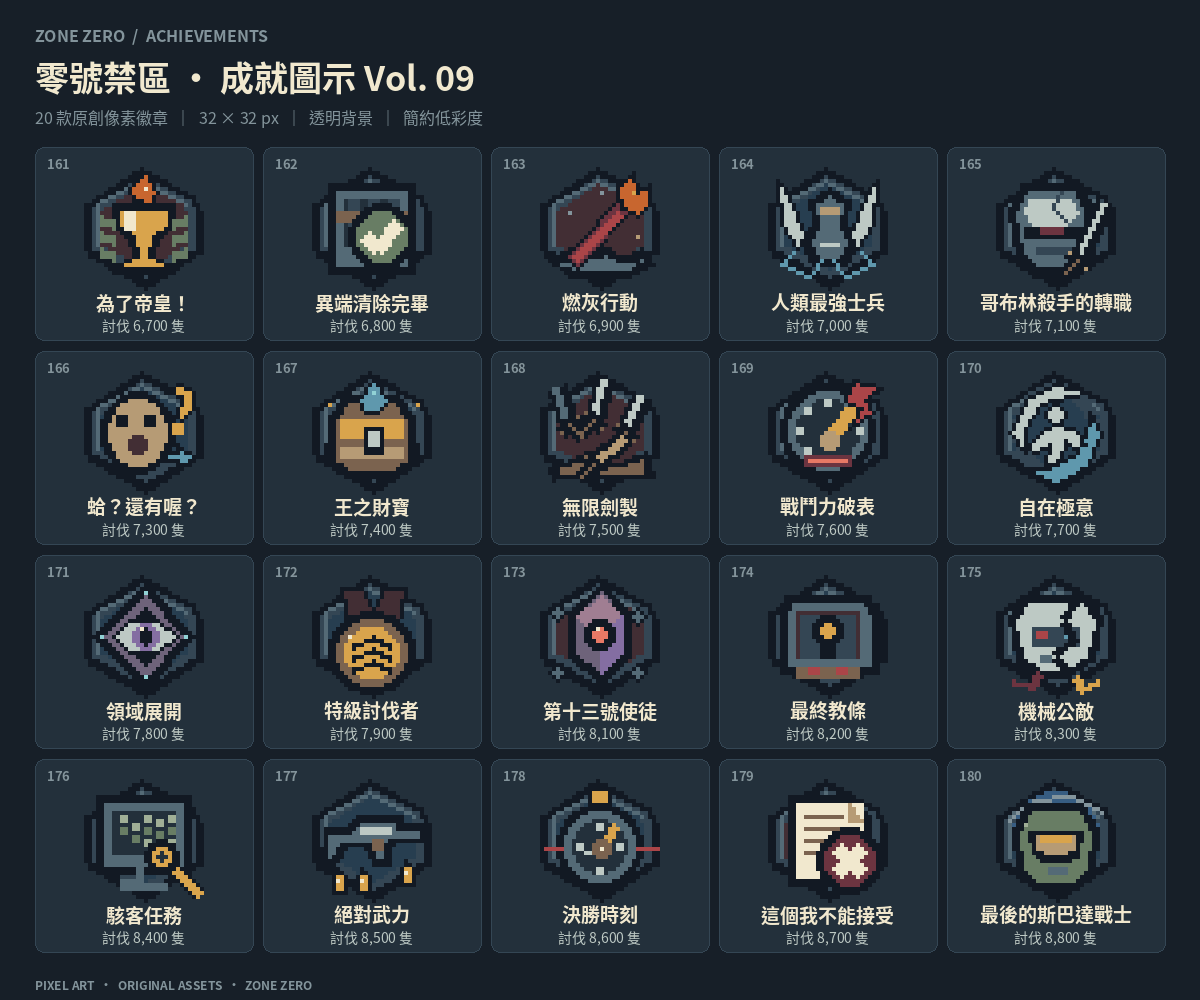 ZONE ZERO / ACHIEVEMENTS
零號禁區 · 成就圖示 Vol. 09
20 款原創像素徽章 | 32 × 32 px | 透明背景 | 簡約低彩度
161
為了帝皇！
討伐 6,700 隻
162
異端清除完畢
討伐 6,800 隻
163
燃灰行動
討伐 6,900 隻
164
人類最強士兵
討伐 7,000 隻
165
哥布林殺手的轉職
討伐 7,100 隻
166
蛤？還有喔？
討伐 7,300 隻
167
王之財寶
討伐 7,400 隻
168
無限劍製
討伐 7,500 隻
169
戰鬥力破表
討伐 7,600 隻
170
自在極意
討伐 7,700 隻
171
領域展開
討伐 7,800 隻
172
特級討伐者
討伐 7,900 隻
173
第十三號使徒
討伐 8,100 隻
174
最終教條
討伐 8,200 隻
175
機械公敵
討伐 8,300 隻
176
駭客任務
討伐 8,400 隻
177
絕對武力
討伐 8,500 隻
178
決勝時刻
討伐 8,600 隻
179
這個我不能接受
討伐 8,700 隻
180
最後的斯巴達戰士
討伐 8,800 隻
PIXEL ART · ORIGINAL ASSETS · ZONE ZERO